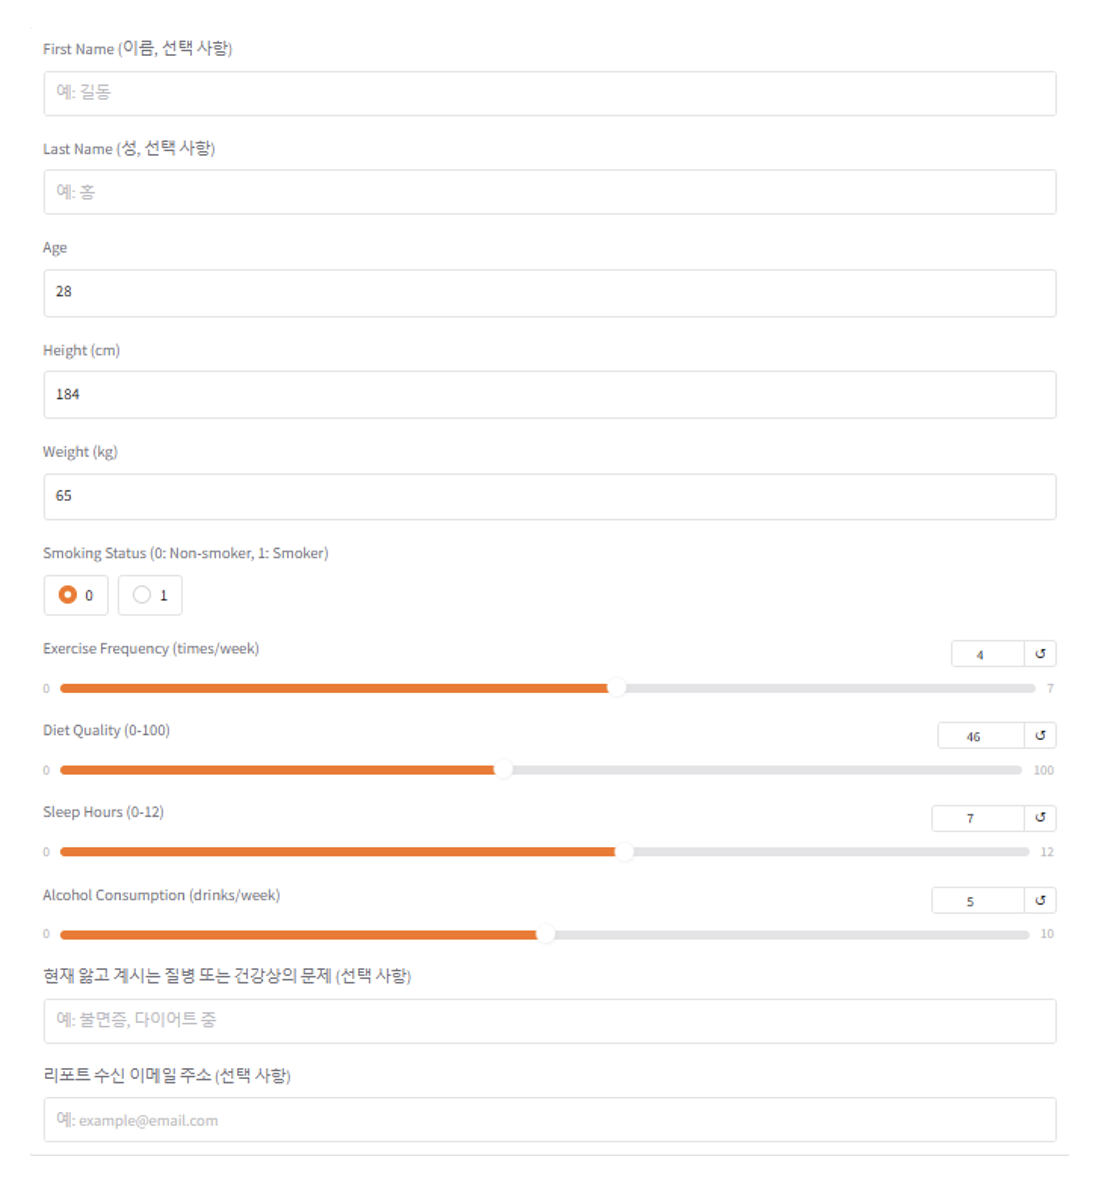 First Name (이름, 선택 사항)
예: 길동
Last Name (성, 선택 사항)
예: 홍
Age
28
Height (cm)
184
Weight (kg)
65
Smoking Status (0: Non-smoker, 1: Smoker)
0 1
Exercise Frequency (times/week)
4 ↺
0 7
Diet Quality (0-100)
46 ↺
0 100
Sleep Hours (0-12)
7 ↺
0 12
Alcohol Consumption (drinks/week)
5 ↺
0 10
현재 앓고 계시는 질병 또는 건강상의 문제 (선택 사항)
예: 불면증, 다이어트 중
리포트 수신 이메일 주소 (선택 사항)
예: example@email.com